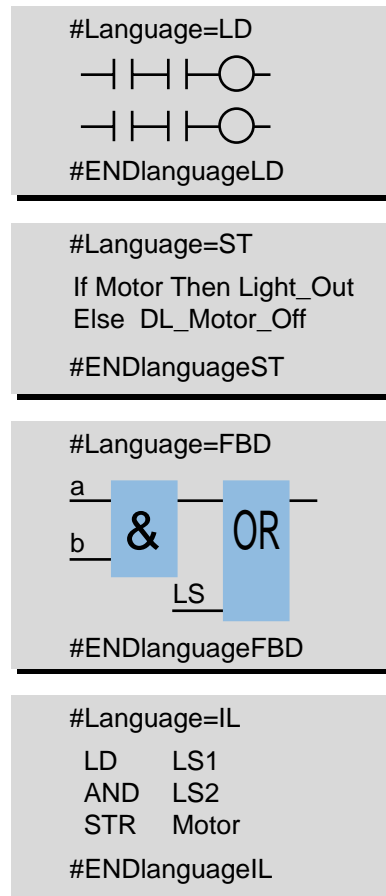 #Language=LD
#ENDlanguageLD
#Language=ST
If Motor Then Light_Out
Else DL_Motor_Off
#ENDlanguageST
#Language=FBD
a
& OR
b
LS
#ENDlanguageFBD
#Language=IL
LD LS1
AND LS2
STR Motor
#ENDlanguageIL